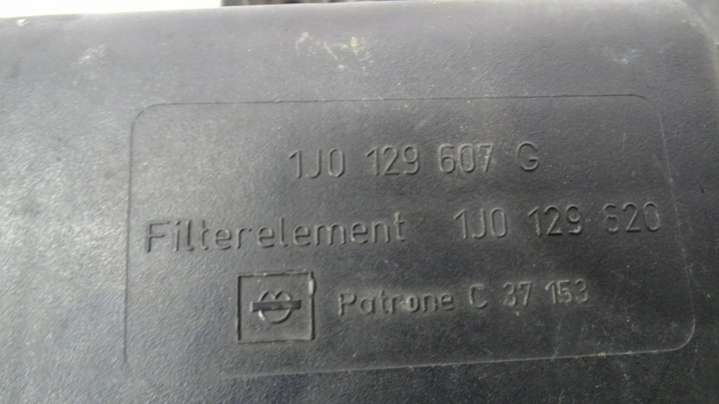 1J0 129 607 G
Filterelement 1J0 129 620
Patrone C 37 153